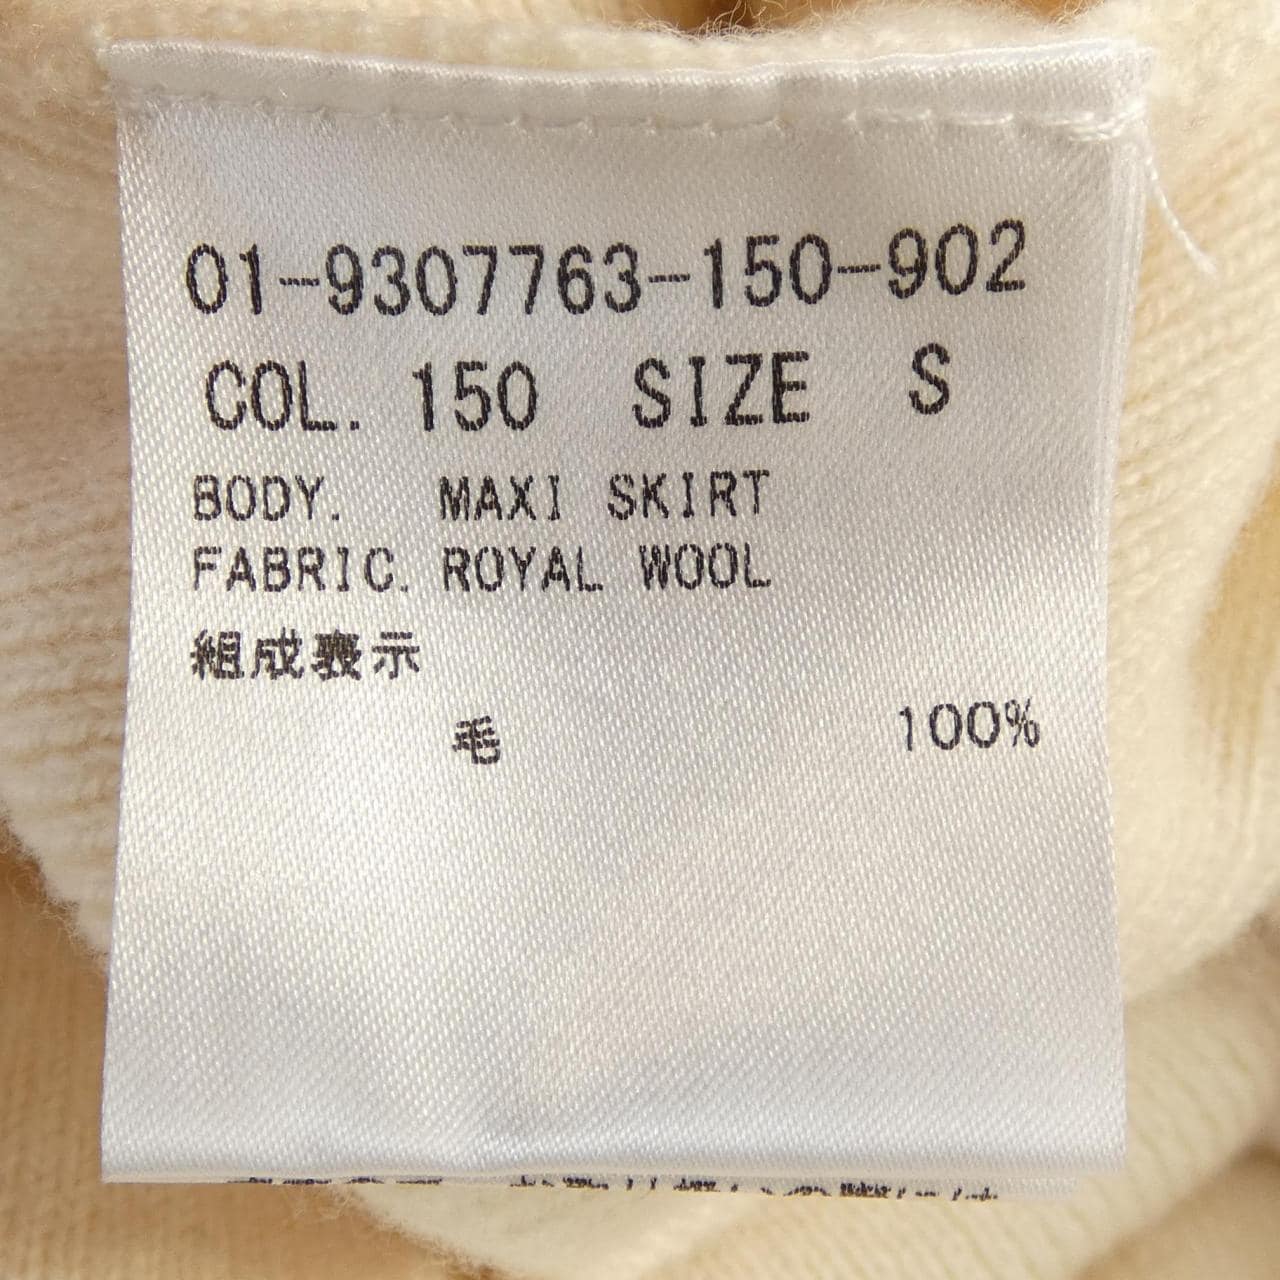 01-9307763-150-902
COL. 150 SIZE S
BODY. MAXI SKIRT
FABRIC. ROYAL WOOL
組成表示
毛 100%